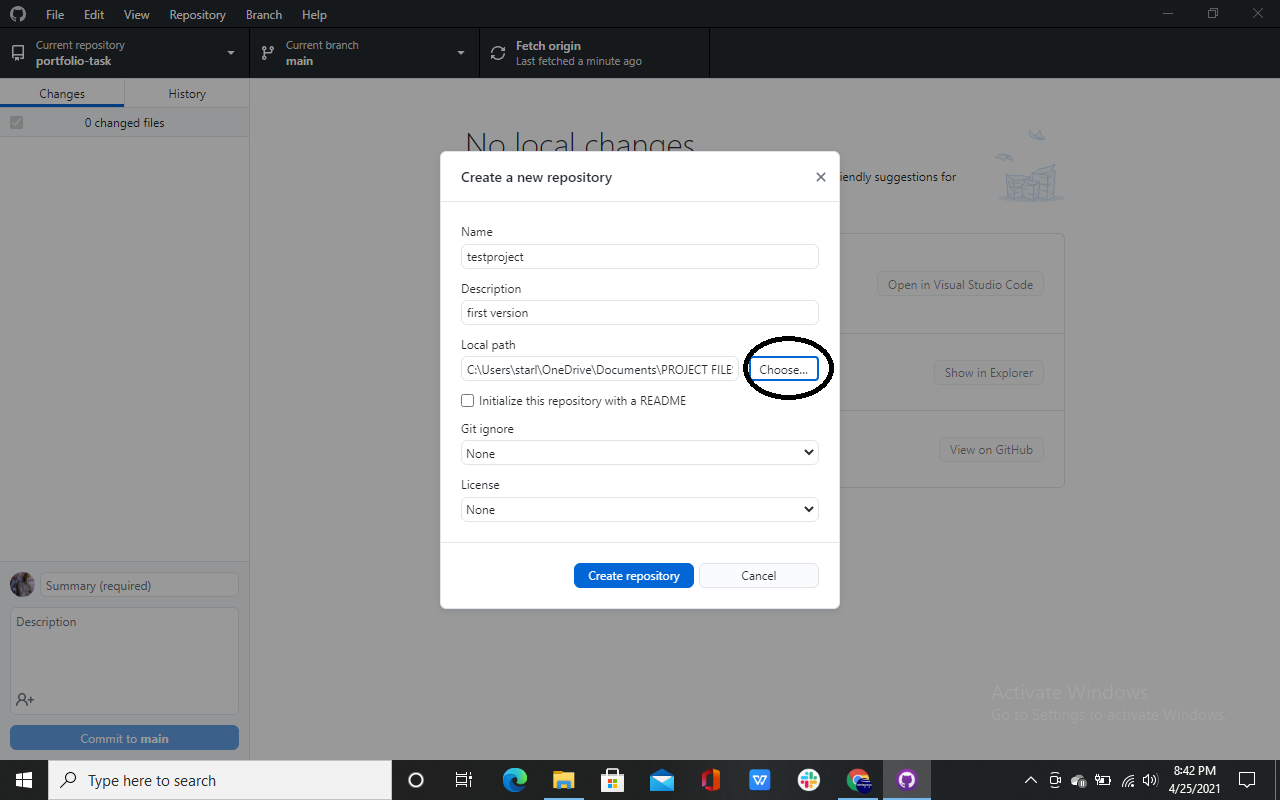 File Edit View Repository Branch Help
Current repository
portfolio-task
Current branch
main
Fetch origin
Last fetched a minute ago
Changes History
0 changed files
No local changes
iendly suggestions for
Create a new repository
Name
testproject
Description
first version
Local path
C:\Users\starl\OneDrive\Documents\PROJECT FILE
Choose...
Initialize this repository with a README
Git ignore
None
License
None
Create repository Cancel
Open in Visual Studio Code
Show in Explorer
View on GitHub
Summary (required)
Description
Commit to main
Activate Windows
Go to Settings to activate Windows.
Type here to search
8:42 PM
4/25/2021